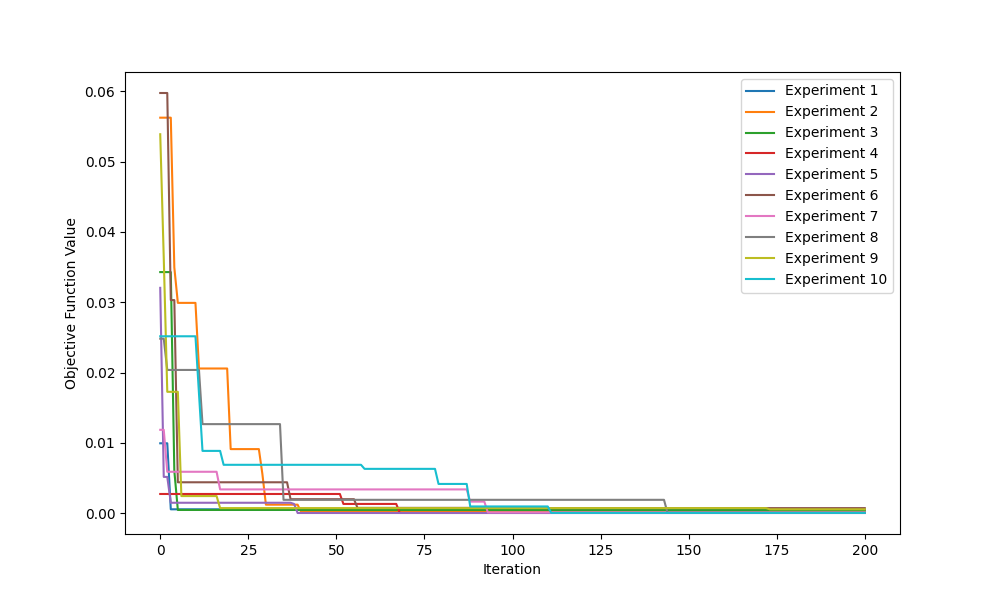 0.06
0.05
0.04
0.03
0.02
0.01
0.00
Objective Function Value
0
25
50
75
100
125
150
175
200
Iteration
Experiment 1
Experiment 2
Experiment 3
Experiment 4
Experiment 5
Experiment 6
Experiment 7
Experiment 8
Experiment 9
Experiment 10